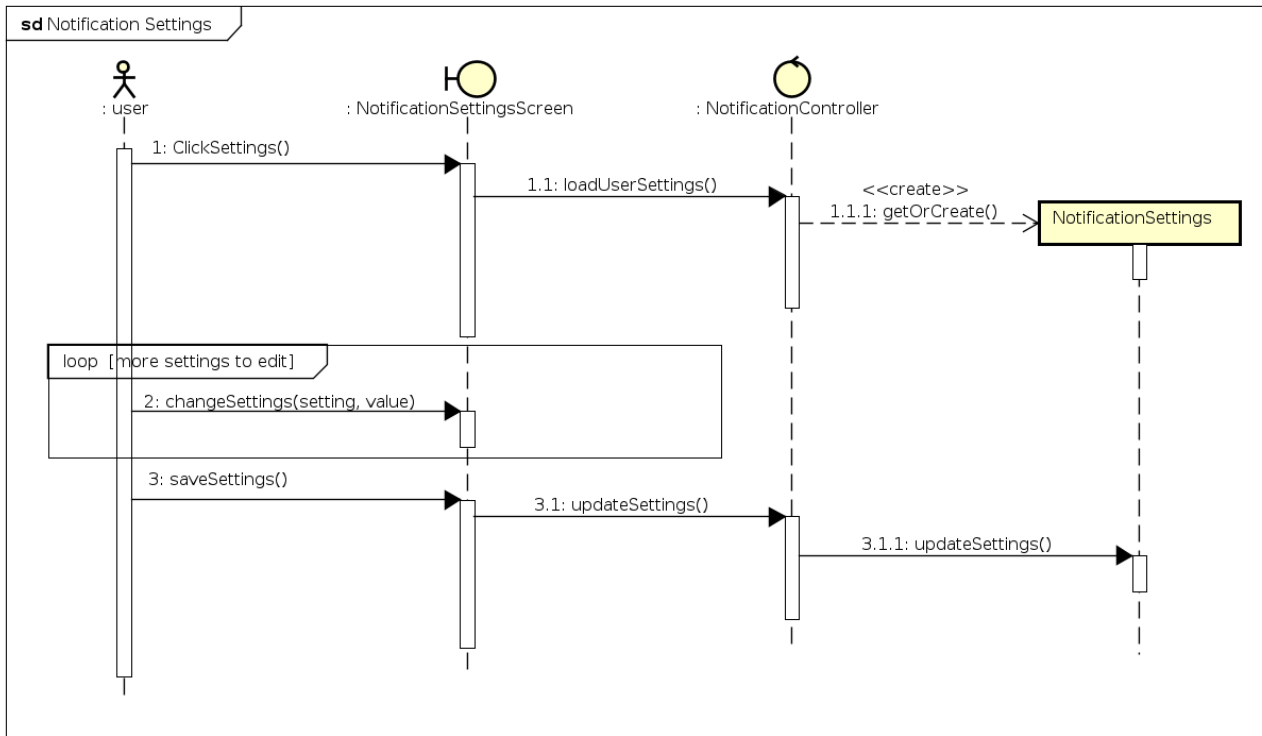 sd Notification Settings
: user
: NotificationSettingsScreen
: NotificationController
1: ClickSettings()
1.1: loadUserSettings()
<<create>>
1.1.1: getOrCreate()
NotificationSettings
loop [more settings to edit]
2: changeSettings(setting, value)
3: saveSettings()
3.1: updateSettings()
3.1.1: updateSettings()